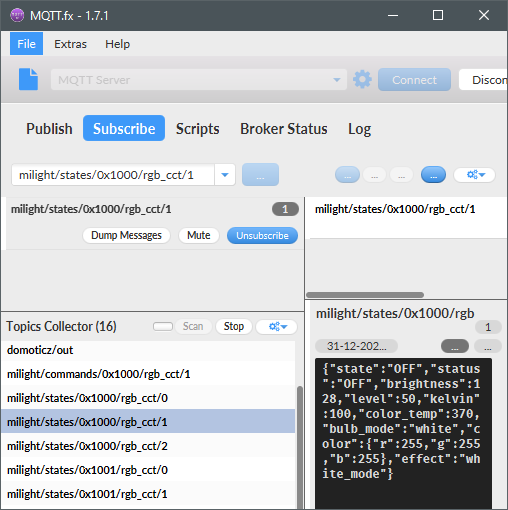 MQTT.fx - 1.7.1
File Extras Help
MQTT Server
Connect
Discon
Publish Subscribe Scripts Broker Status Log
milight/states/0x1000/rgb_cct/1
...
... ... ... ...
milight/states/0x1000/rgb_cct/1
1
Dump Messages Mute Unsubscribe
milight/states/0x1000/rgb_cct/1
Topics Collector (16)
Scan Stop
domoticz/out
milight/commands/0x1000/rgb_cct/1
milight/states/0x1000/rgb_cct/0
milight/states/0x1000/rgb_cct/1
milight/states/0x1000/rgb_cct/2
milight/states/0x1001/rgb_cct/0
milight/states/0x1001/rgb_cct/1
milight/states/0x1000/rgb
1
31-12-202...
... ...
{"state":"OFF","status
":"OFF","brightness":1
28,"level":50,"kelvin"
:100,"color_temp":370,
"bulb_mode":"white","c
olor":{"r":255,"g":255
,"b":255},"effect":"wh
ite_mode"}